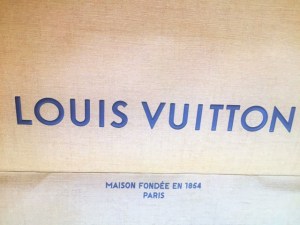 LOUIS VUITTON
MAISON FONDÉE EN 1854
PARIS